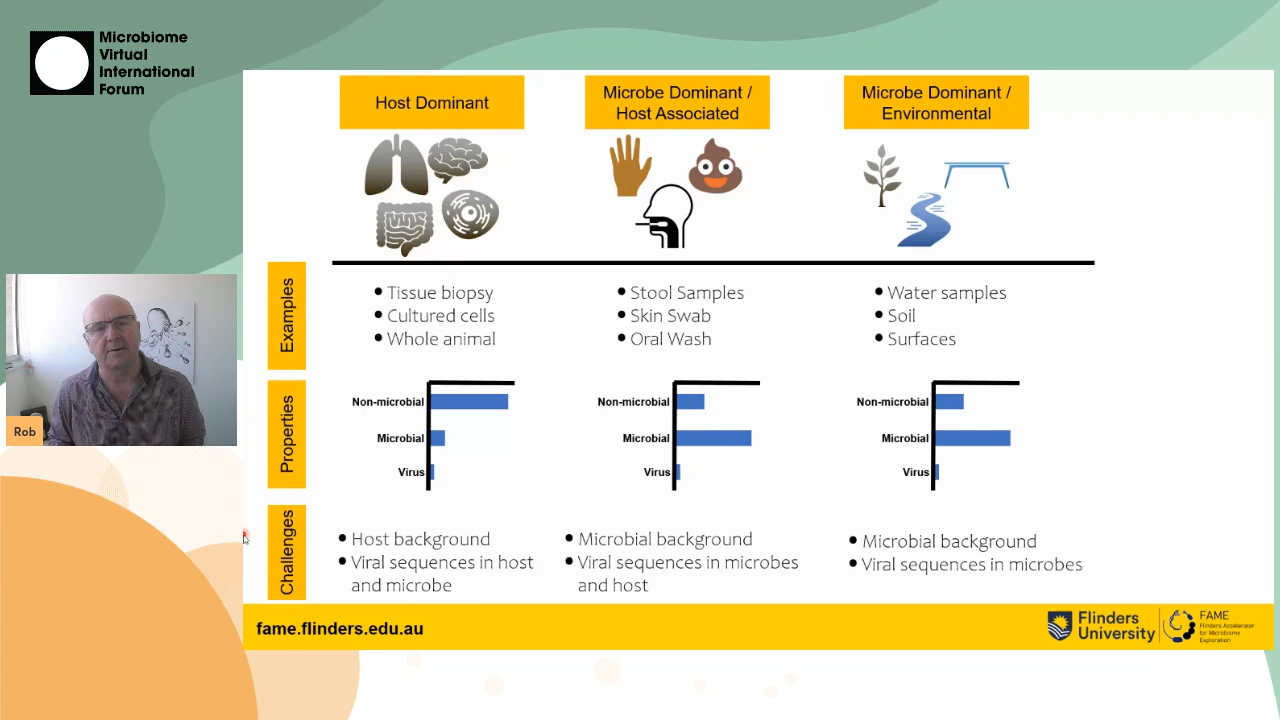 Microbiome
Virtual
International
Forum
Host Dominant
Microbe Dominant /
Host Associated
Microbe Dominant /
Environmental
Examples
• Tissue biopsy
• Cultured cells
• Whole animal
• Stool Samples
• Skin Swab
• Oral Wash
• Water samples
• Soil
• Surfaces
Rob
Properties
Non-microbial
Microbial
Virus
Non-microbial
Microbial
Virus
Non-microbial
Microbial
Virus
Challenges
• Host background
• Viral sequences in host
and microbe
• Microbial background
• Viral sequences in microbes
and host
• Microbial background
• Viral sequences in microbes
fame.flinders.edu.au
Flinders
University
FAME
Flinders Accelerator
for Microbiome
Exploration